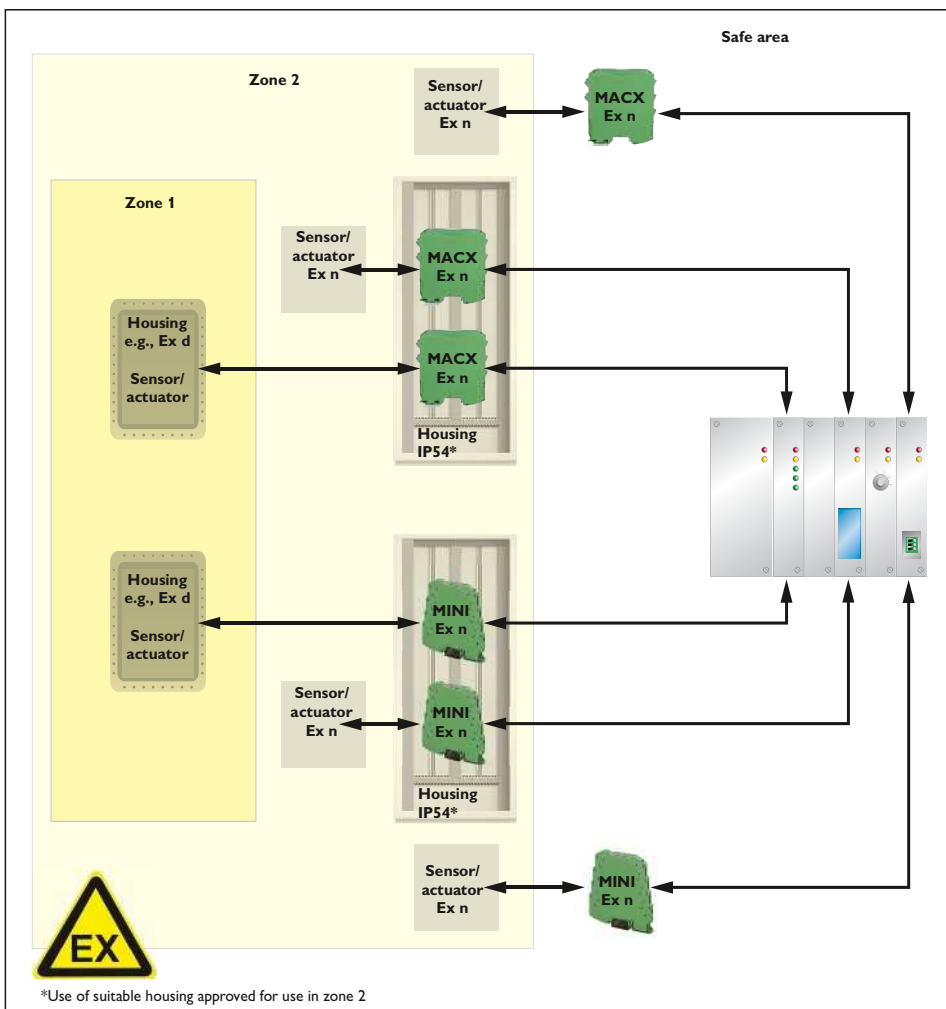 Safe area
Zone 2
Sensor/
actuator
Ex n
MACX
Ex n
Zone 1
Sensor/
actuator
Ex n
MACX
Ex n
Housing
e.g., Ex d
Sensor/
actuator
MACX
Ex n
Housing
IP54*
Housing
e.g., Ex d
Sensor/
actuator
MINI
Ex n
Sensor/
actuator
Ex n
MINI
Ex n
Housing
IP54*
Sensor/
actuator
Ex n
MINI
Ex n
EX
*Use of suitable housing approved for use in zone 2